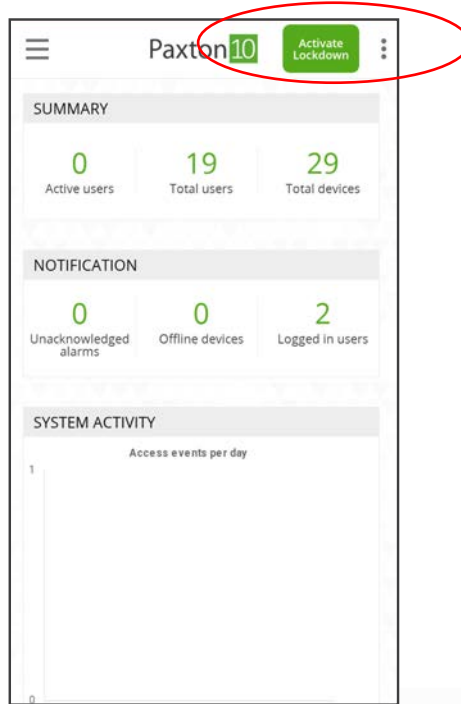 Paxton10
Activate
Lockdown
SUMMARY
0 19 29
Active users Total users Total devices
NOTIFICATION
0 0 2
Unacknowledged
alarms Offline devices Logged in users
SYSTEM ACTIVITY
Access events per day
1
0